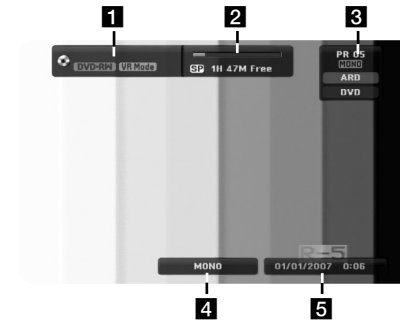 1 2 3
DVD-RW VR Mode
SP 1H 47M Free
PR 05
MONO
ARD
DVD
R-5
MONO
01/01/2007 0:06
4 5